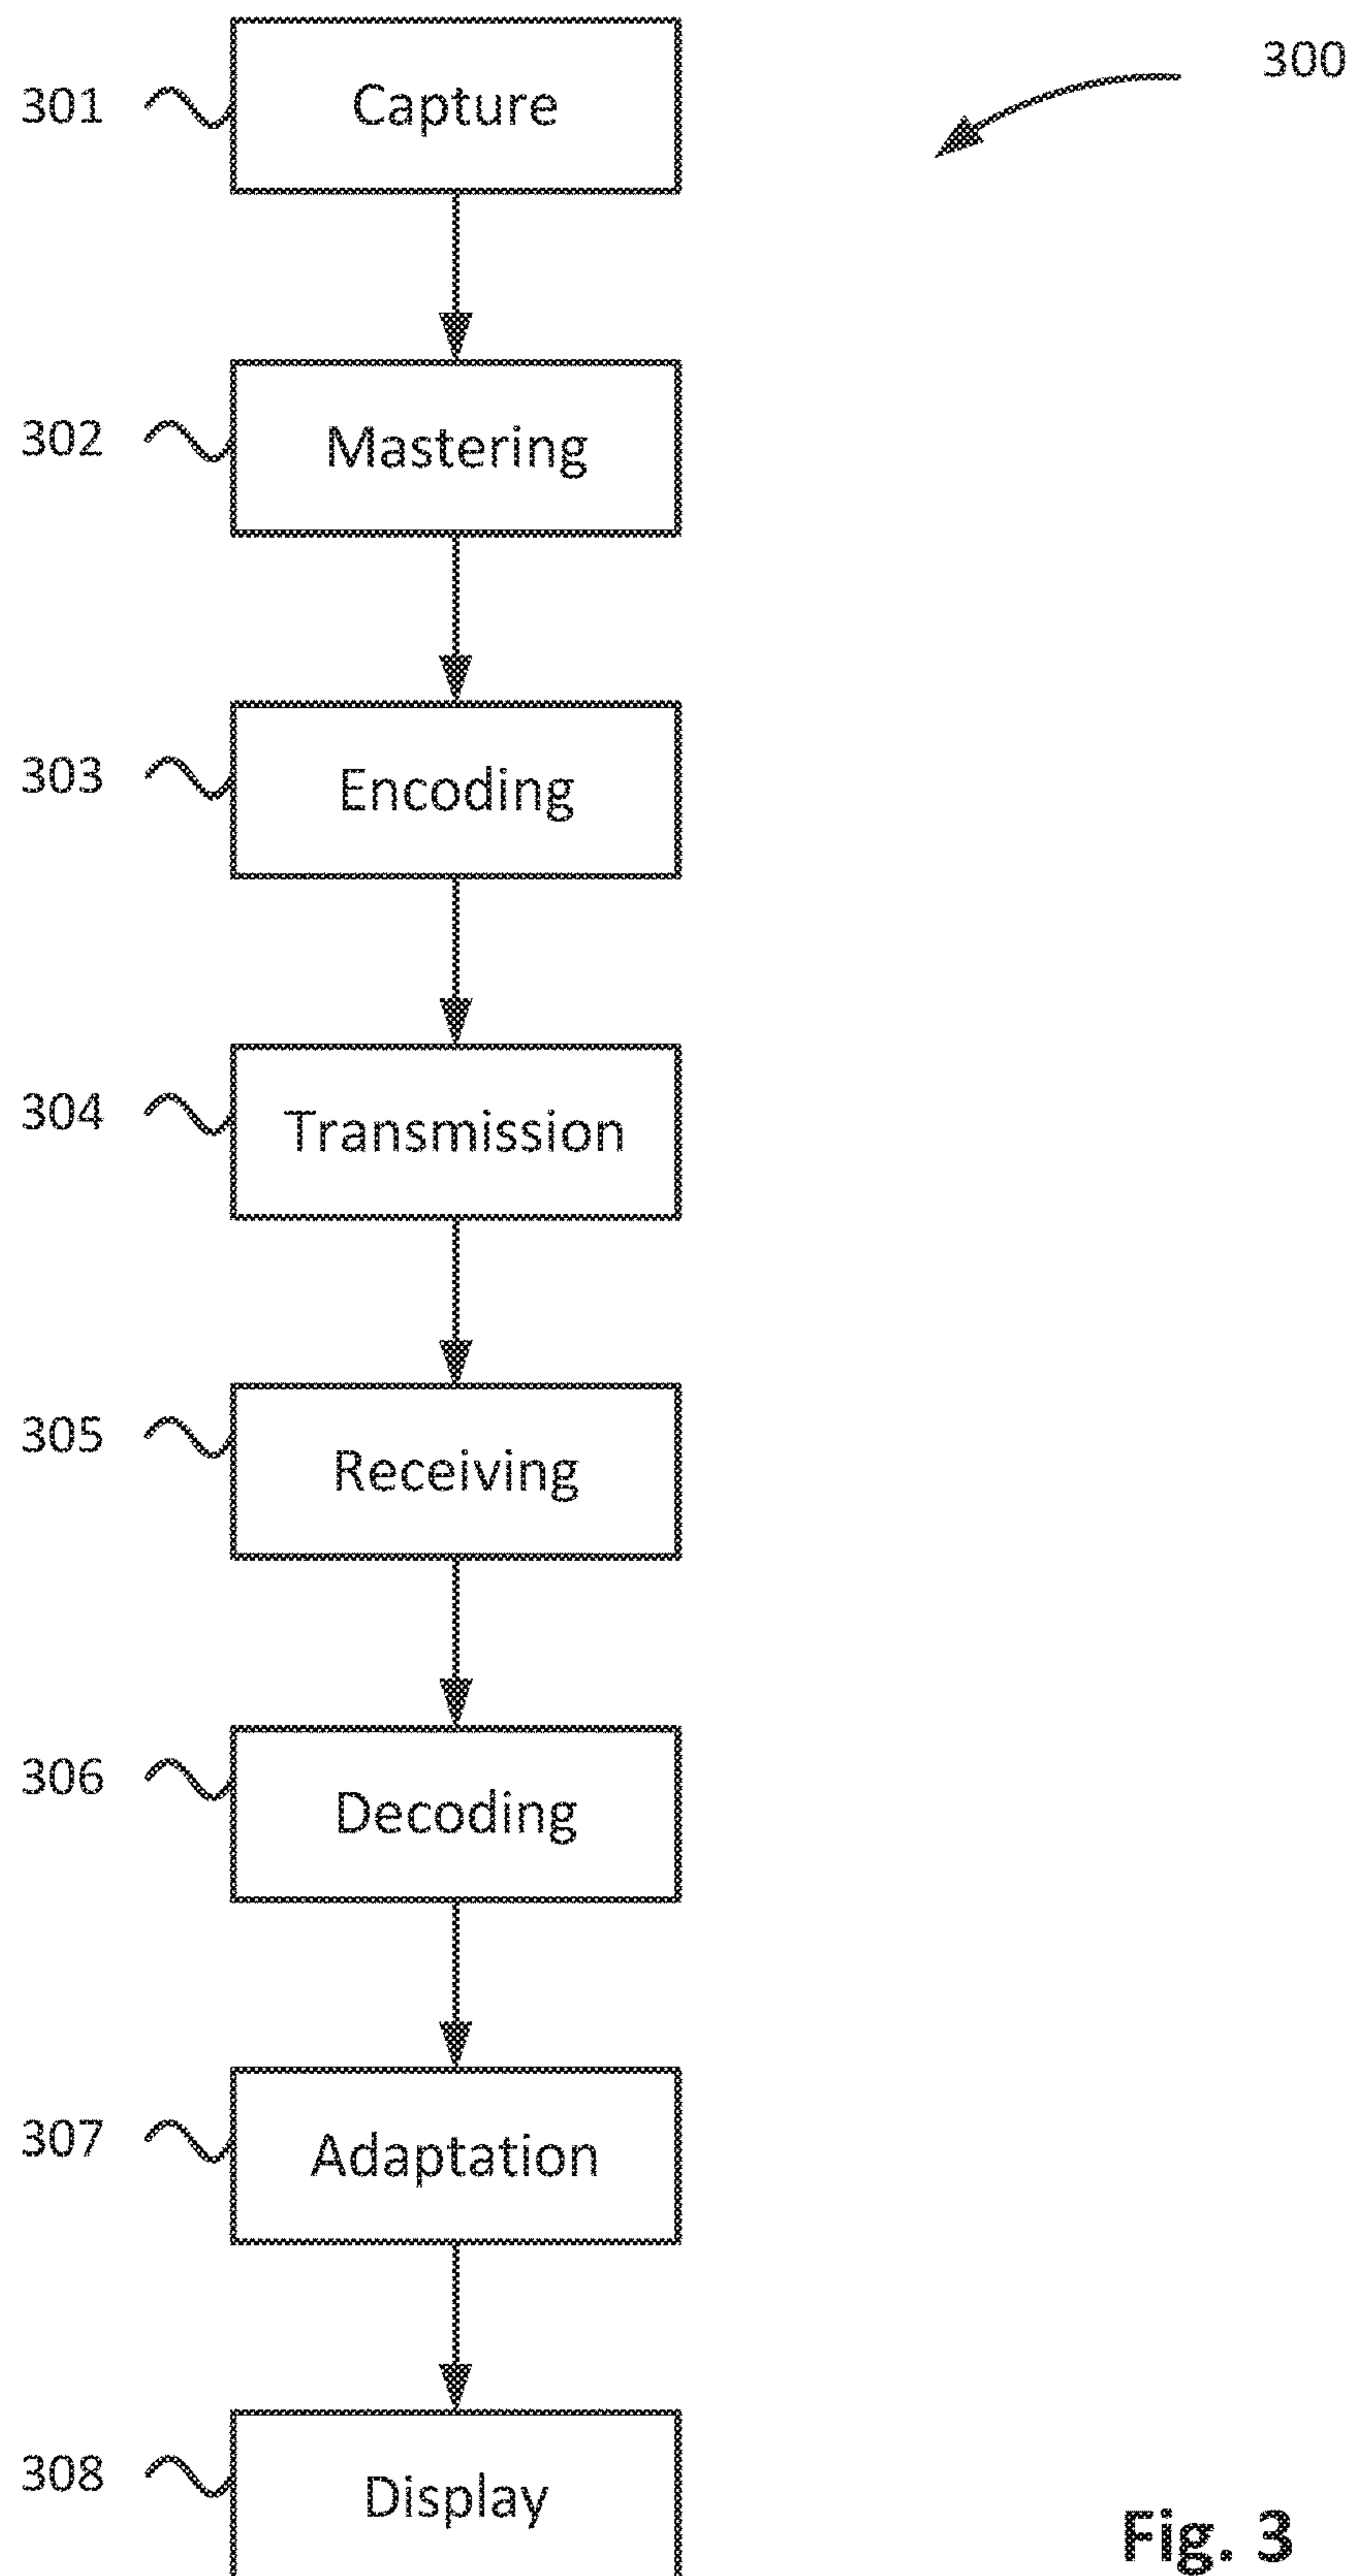 300
301 Capture
302 Mastering
303 Encoding
304 Transmission
305 Receiving
306 Decoding
307 Adaptation
308 Display
Fig. 3